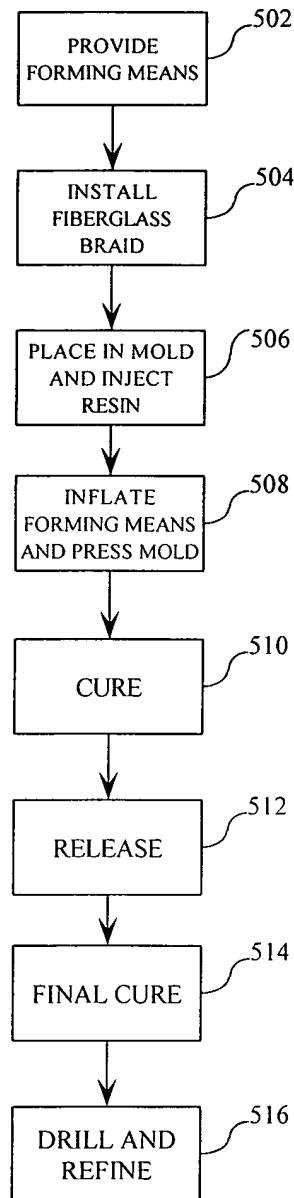 502
PROVIDE
FORMING MEANS
504
INSTALL
FIBERGLASS
BRAID
506
PLACE IN MOLD
AND INJECT
RESIN
508
INFLATE
FORMING MEANS
AND PRESS MOLD
510
CURE
512
RELEASE
514
FINAL CURE
516
DRILL AND
REFINE